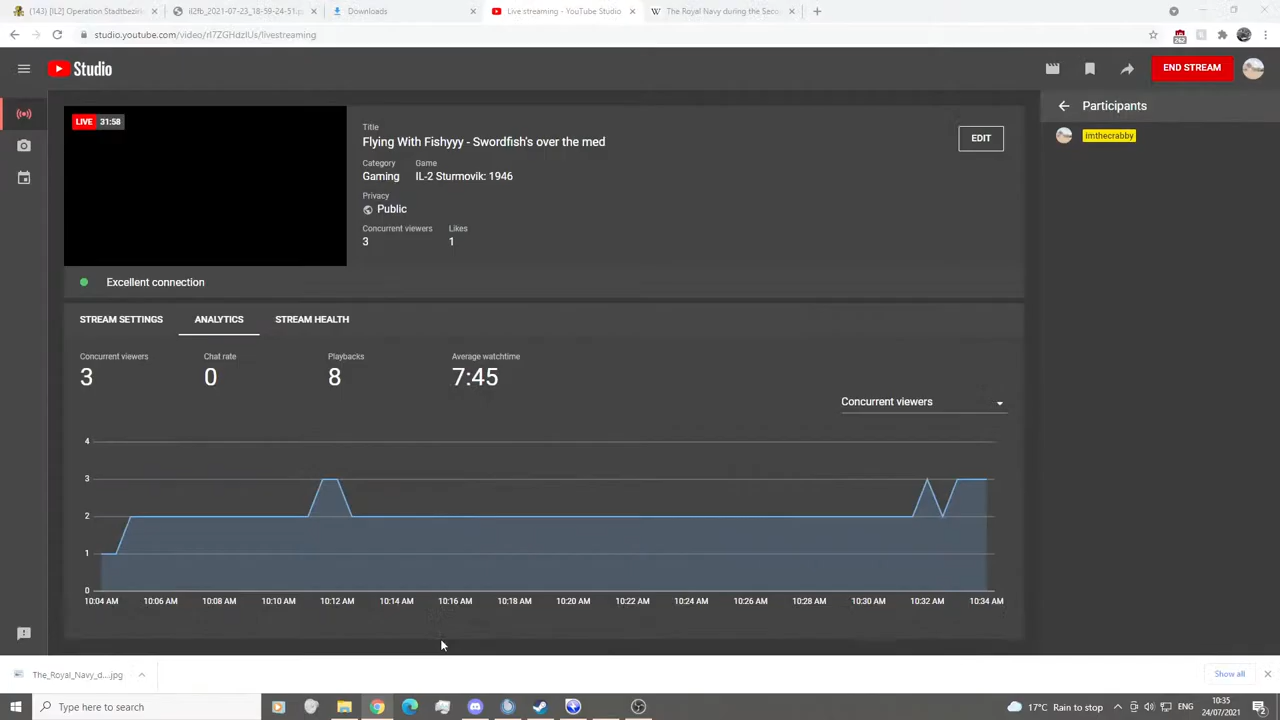 (143) [IL2] Operation Stadtbezirk
il2fb_2021-07-23_18-59-24-51.p
Downloads
Live streaming - YouTube Studio
The Royal Navy during the Seco
studio.youtube.com/video/rI7ZGHdzIUs/livestreaming
Studio
END STREAM
Participants
imthecrabby
LIVE 31:58
Title
Flying With Fishyyy - Swordfish's over the med
EDIT
Category Game
Gaming IL-2 Sturmovik: 1946
Privacy
Public
Concurrent viewers Likes
3 1
Excellent connection
STREAM SETTINGS ANALYTICS STREAM HEALTH
Concurrent viewers Chat rate Playbacks Average watchtime
3 0 8 7:45
Concurrent viewers
4
3
2
1
0
10:04 AM 10:06 AM 10:08 AM 10:10 AM 10:12 AM 10:14 AM 10:16 AM 10:18 AM 10:20 AM 10:22 AM 10:24 AM 10:26 AM 10:28 AM 10:30 AM 10:32 AM 10:34 AM
The_Royal_Navy_d....jpg
Show all
Type here to search
17°C Rain to stop
ENG
10:35
24/07/2021
2